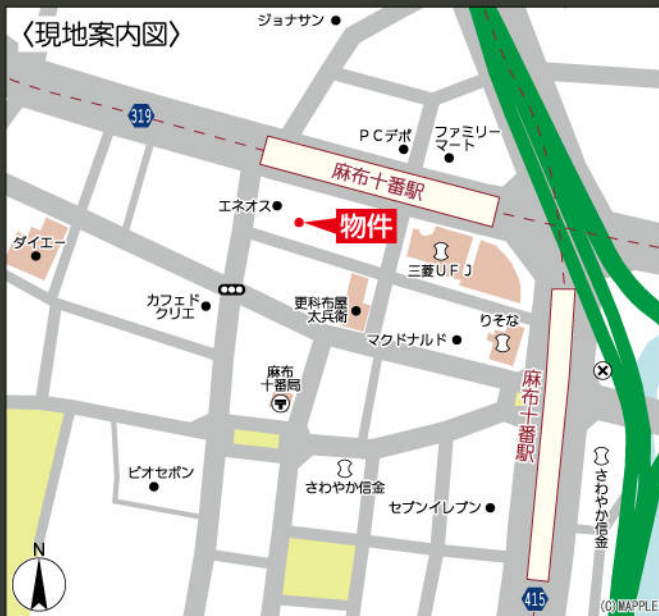 〈現地案内図〉
ジョナサン
319
PCデポ
ファミリー
マート
麻布十番駅
エネオス
物件
ダイエー
三菱UFJ
カフェド
クリエ
更科布屋
太兵衛
りそな
マクドナルド
麻布
十番局
麻布十番駅
ビオセボン
さわやか信金
セブンイレブン
さわやか信金
N
415
(C)MAPPLE